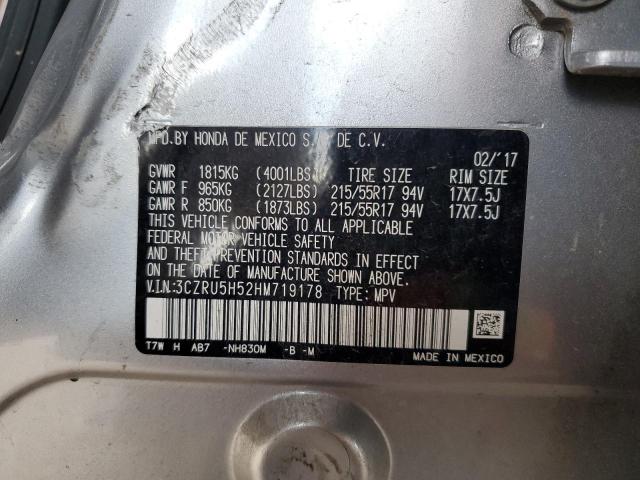 MFD.BY HONDA DE MEXICO S. DE C.V.
02/'17
GVWR 1815KG (4001LBS) TIRE SIZE RIM SIZE
GAWR F 965KG (2127LBS) 215/55R17 94V 17X7.5J
GAWR R 850KG (1873LBS) 215/55R17 94V 17X7.5J
THIS VEHICLE CONFORMS TO ALL APPLICABLE
FEDERAL MOTOR VEHICLE SAFETY
AND THEFT PREVENTION STANDARDS IN EFFECT
ON THE DATE OF MANUFACTURE SHOWN ABOVE.
V.I.N:3CZRU5H52HM719178 TYPE: MPV
T7W H AB7 -NH830M -B -M
MADE IN MEXICO